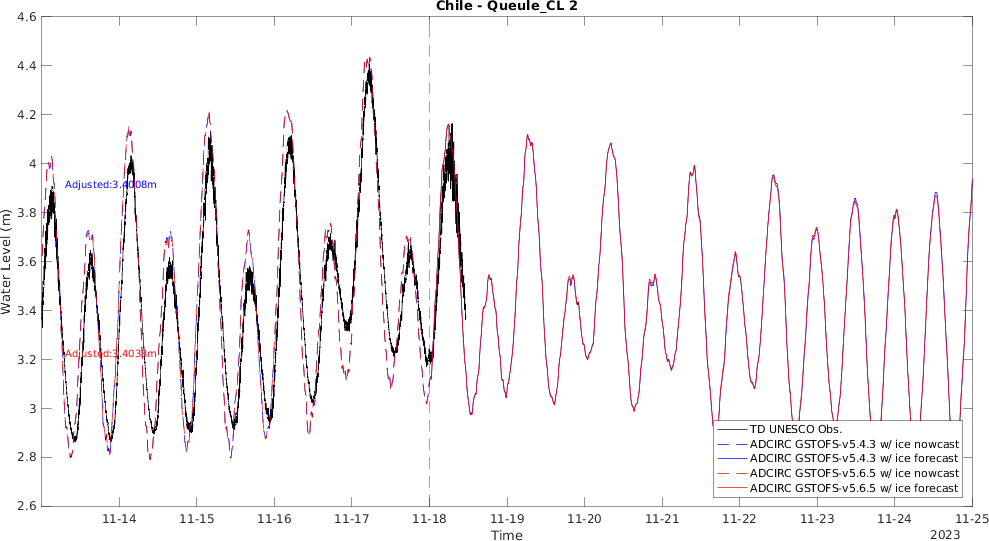 Chile - Queule_CL 2
4.6
4.4
4.2
4
3.8
3.6
3.4
3.2
3
2.8
2.6
Water Level (m)
Adjusted:3.4008m
Adjusted:3.4033m
TD UNESCO Obs.
ADCIRC GSTOFS-v5.4.3 w/ ice nowcast
ADCIRC GSTOFS-v5.4.3 w/ ice forecast
ADCIRC GSTOFS-v5.6.5 w/ ice nowcast
ADCIRC GSTOFS-v5.6.5 w/ ice forecast
11-14 11-15 11-16 11-17 11-18 11-19 11-20 11-21 11-22 11-23 11-24 11-25
Time
2023